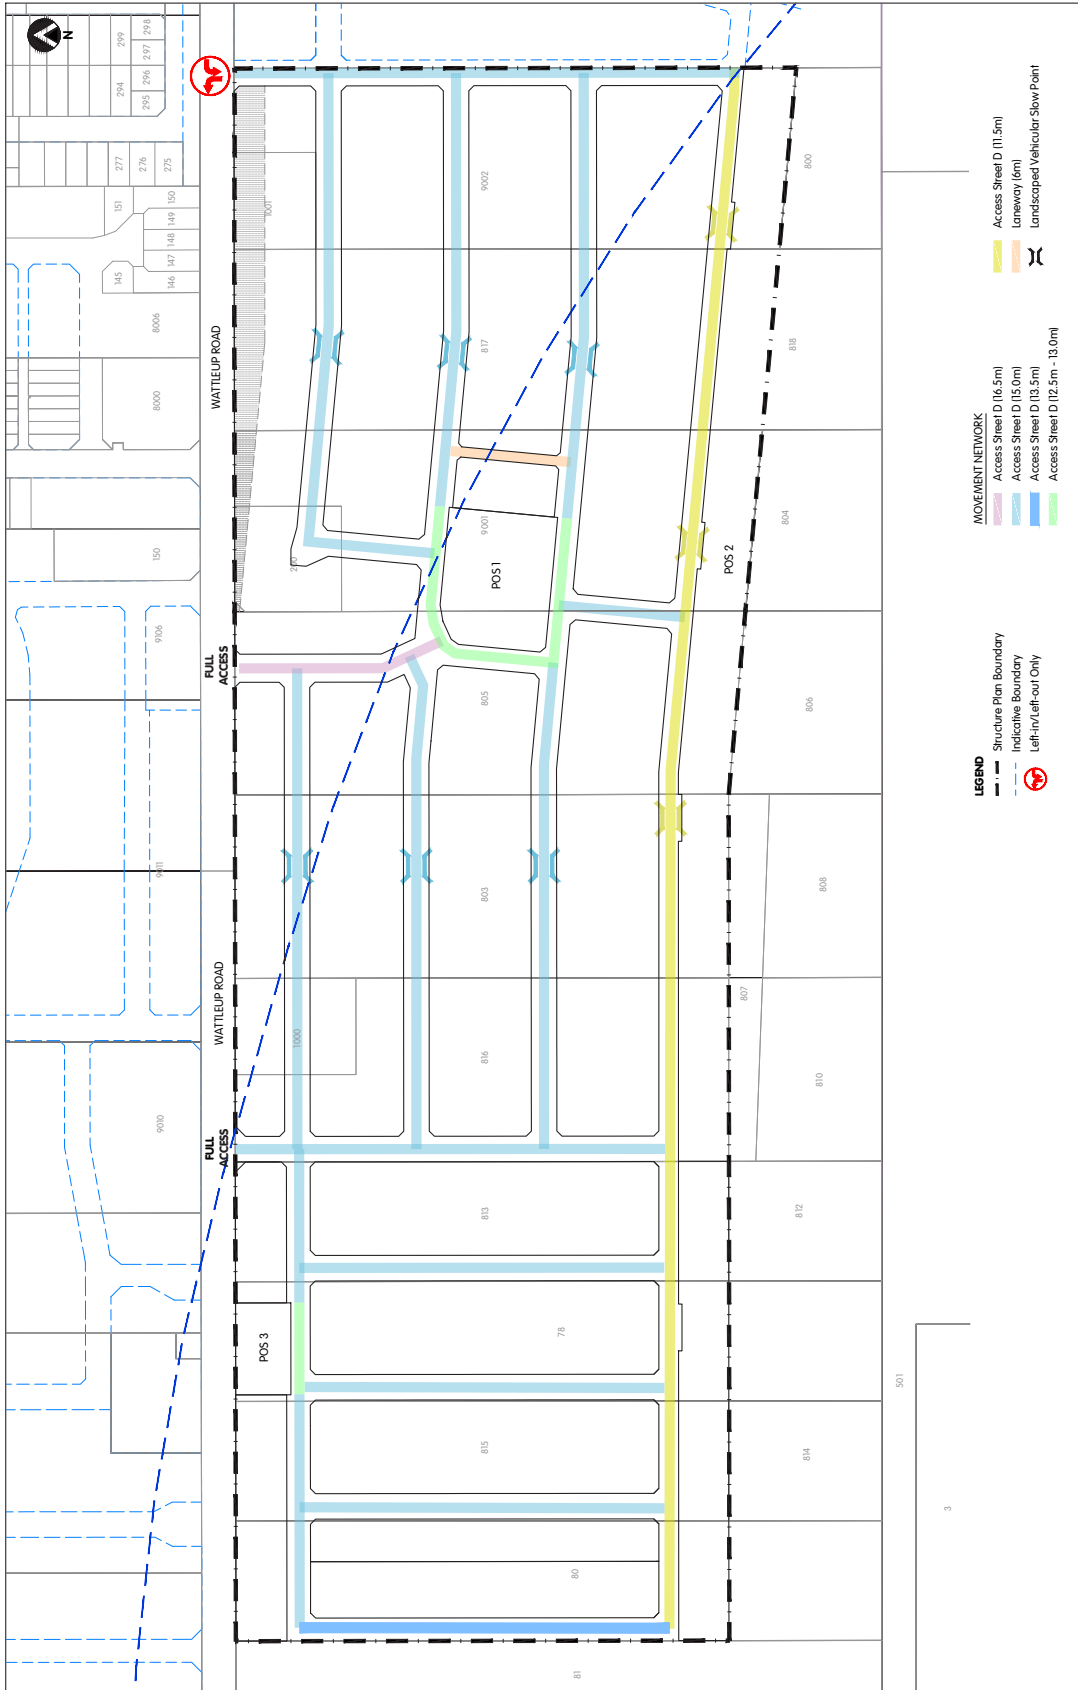 N
299
298
297
294
296
295
277
276
275
151
150
149
148
147
146
145
8006
8000
150
9106
9011
9010
WATTLEUP ROAD
WATTLEUP ROAD
FULL
ACCESS
FULL
ACCESS
1001
9002
817
9001
POS 1
POS 2
POS 3
805
803
816
1000
813
78
815
80
81
800
818
804
806
808
807
810
812
814
501
3
LEGEND
Structure Plan Boundary
Indicative Boundary
Left-in/Left-out Only
MOVEMENT NETWORK
Access Street D (16.5m)
Access Street D (15.0m)
Access Street D (13.5m)
Access Street D (12.5m - 13.0m)
Access Street D (11.5m)
Laneway (6m)
Landscaped Vehicular Slow Point